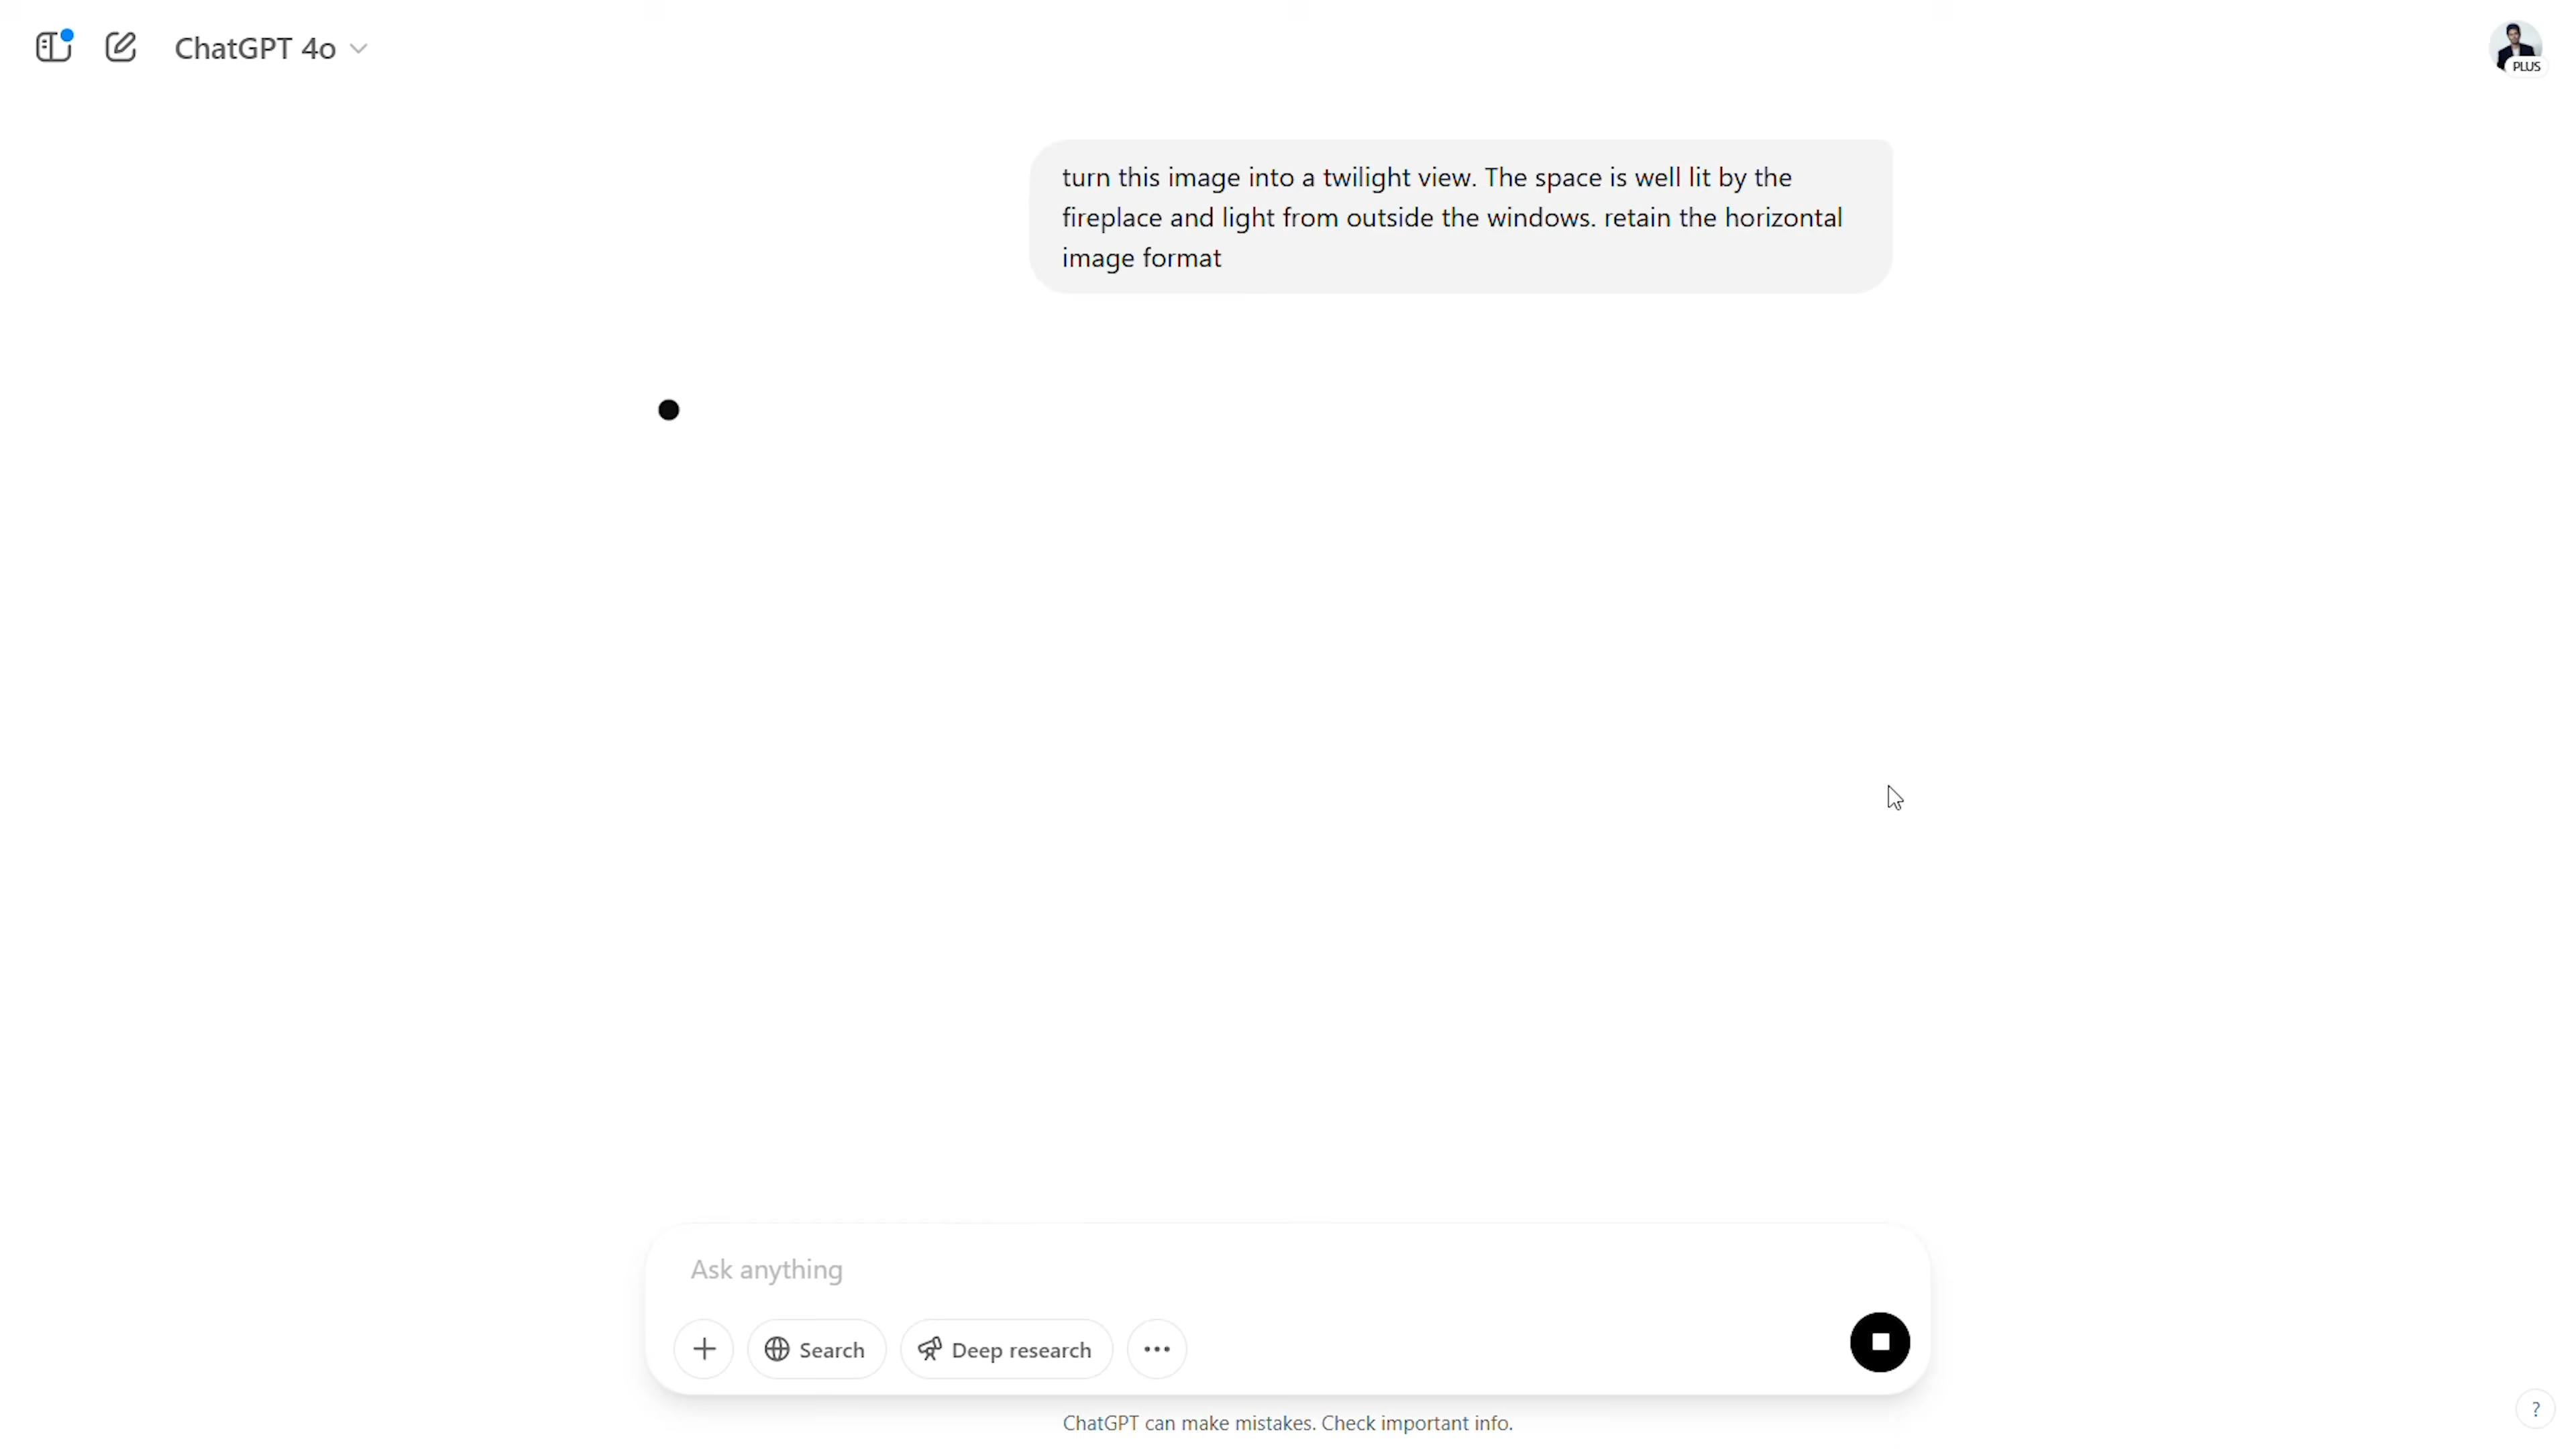 ChatGPT 4o
PLUS
turn this image into a twilight view. The space is well lit by the
fireplace and light from outside the windows. retain the horizontal
image format
Ask anything
Search
Deep research
ChatGPT can make mistakes. Check important info.
?